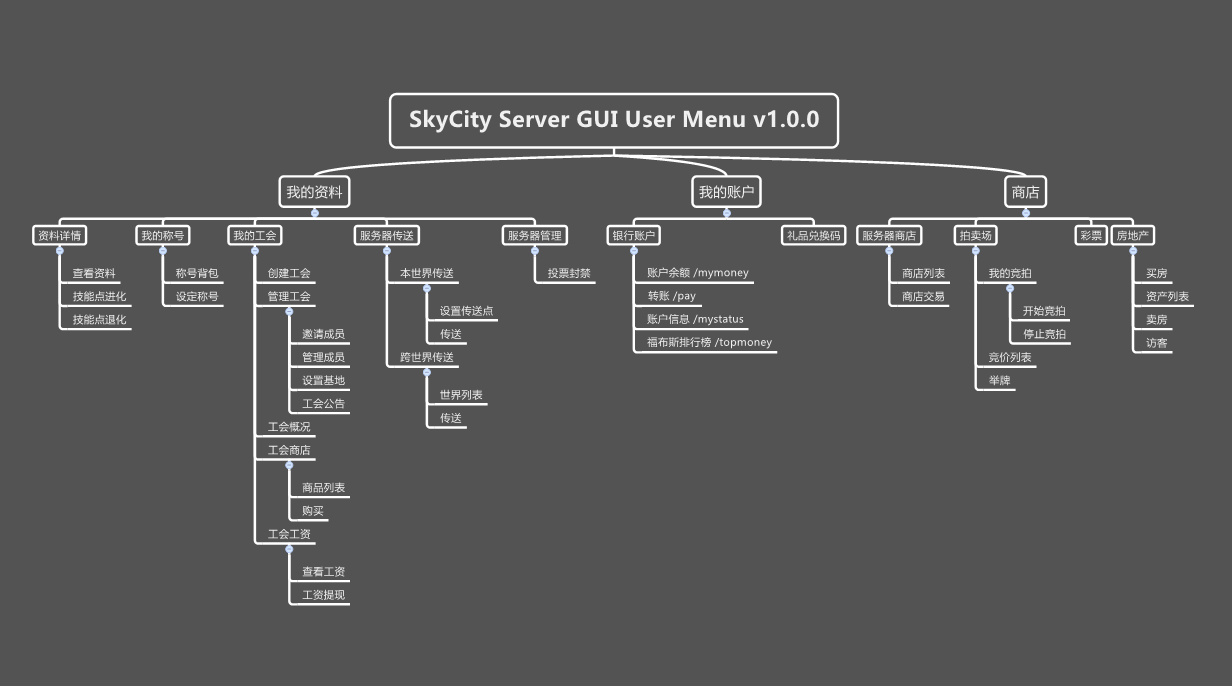 SkyCity Server GUI User Menu v1.0.0
我的资料
资料详情
查看资料
技能点进化
技能点退化
我的称号
称号背包
设定称号
我的工会
创建工会
管理工会
邀请成员
管理成员
设置基地
工会公告
工会概况
工会商店
商品列表
购买
工会工资
查看工资
工资提现
服务器传送
本世界传送
设置传送点
传送
跨世界传送
世界列表
传送
服务器管理
投票封禁
我的账户
银行账户
账户余额 /mymoney
转账 /pay
账户信息 /mystatus
福布斯排行榜 /topmoney
礼品兑换码
商店
服务器商店
商店列表
商店交易
拍卖场
我的竞拍
开始竞拍
停止竞拍
竞价列表
举牌
彩票
房地产
买房
资产列表
卖房
访客